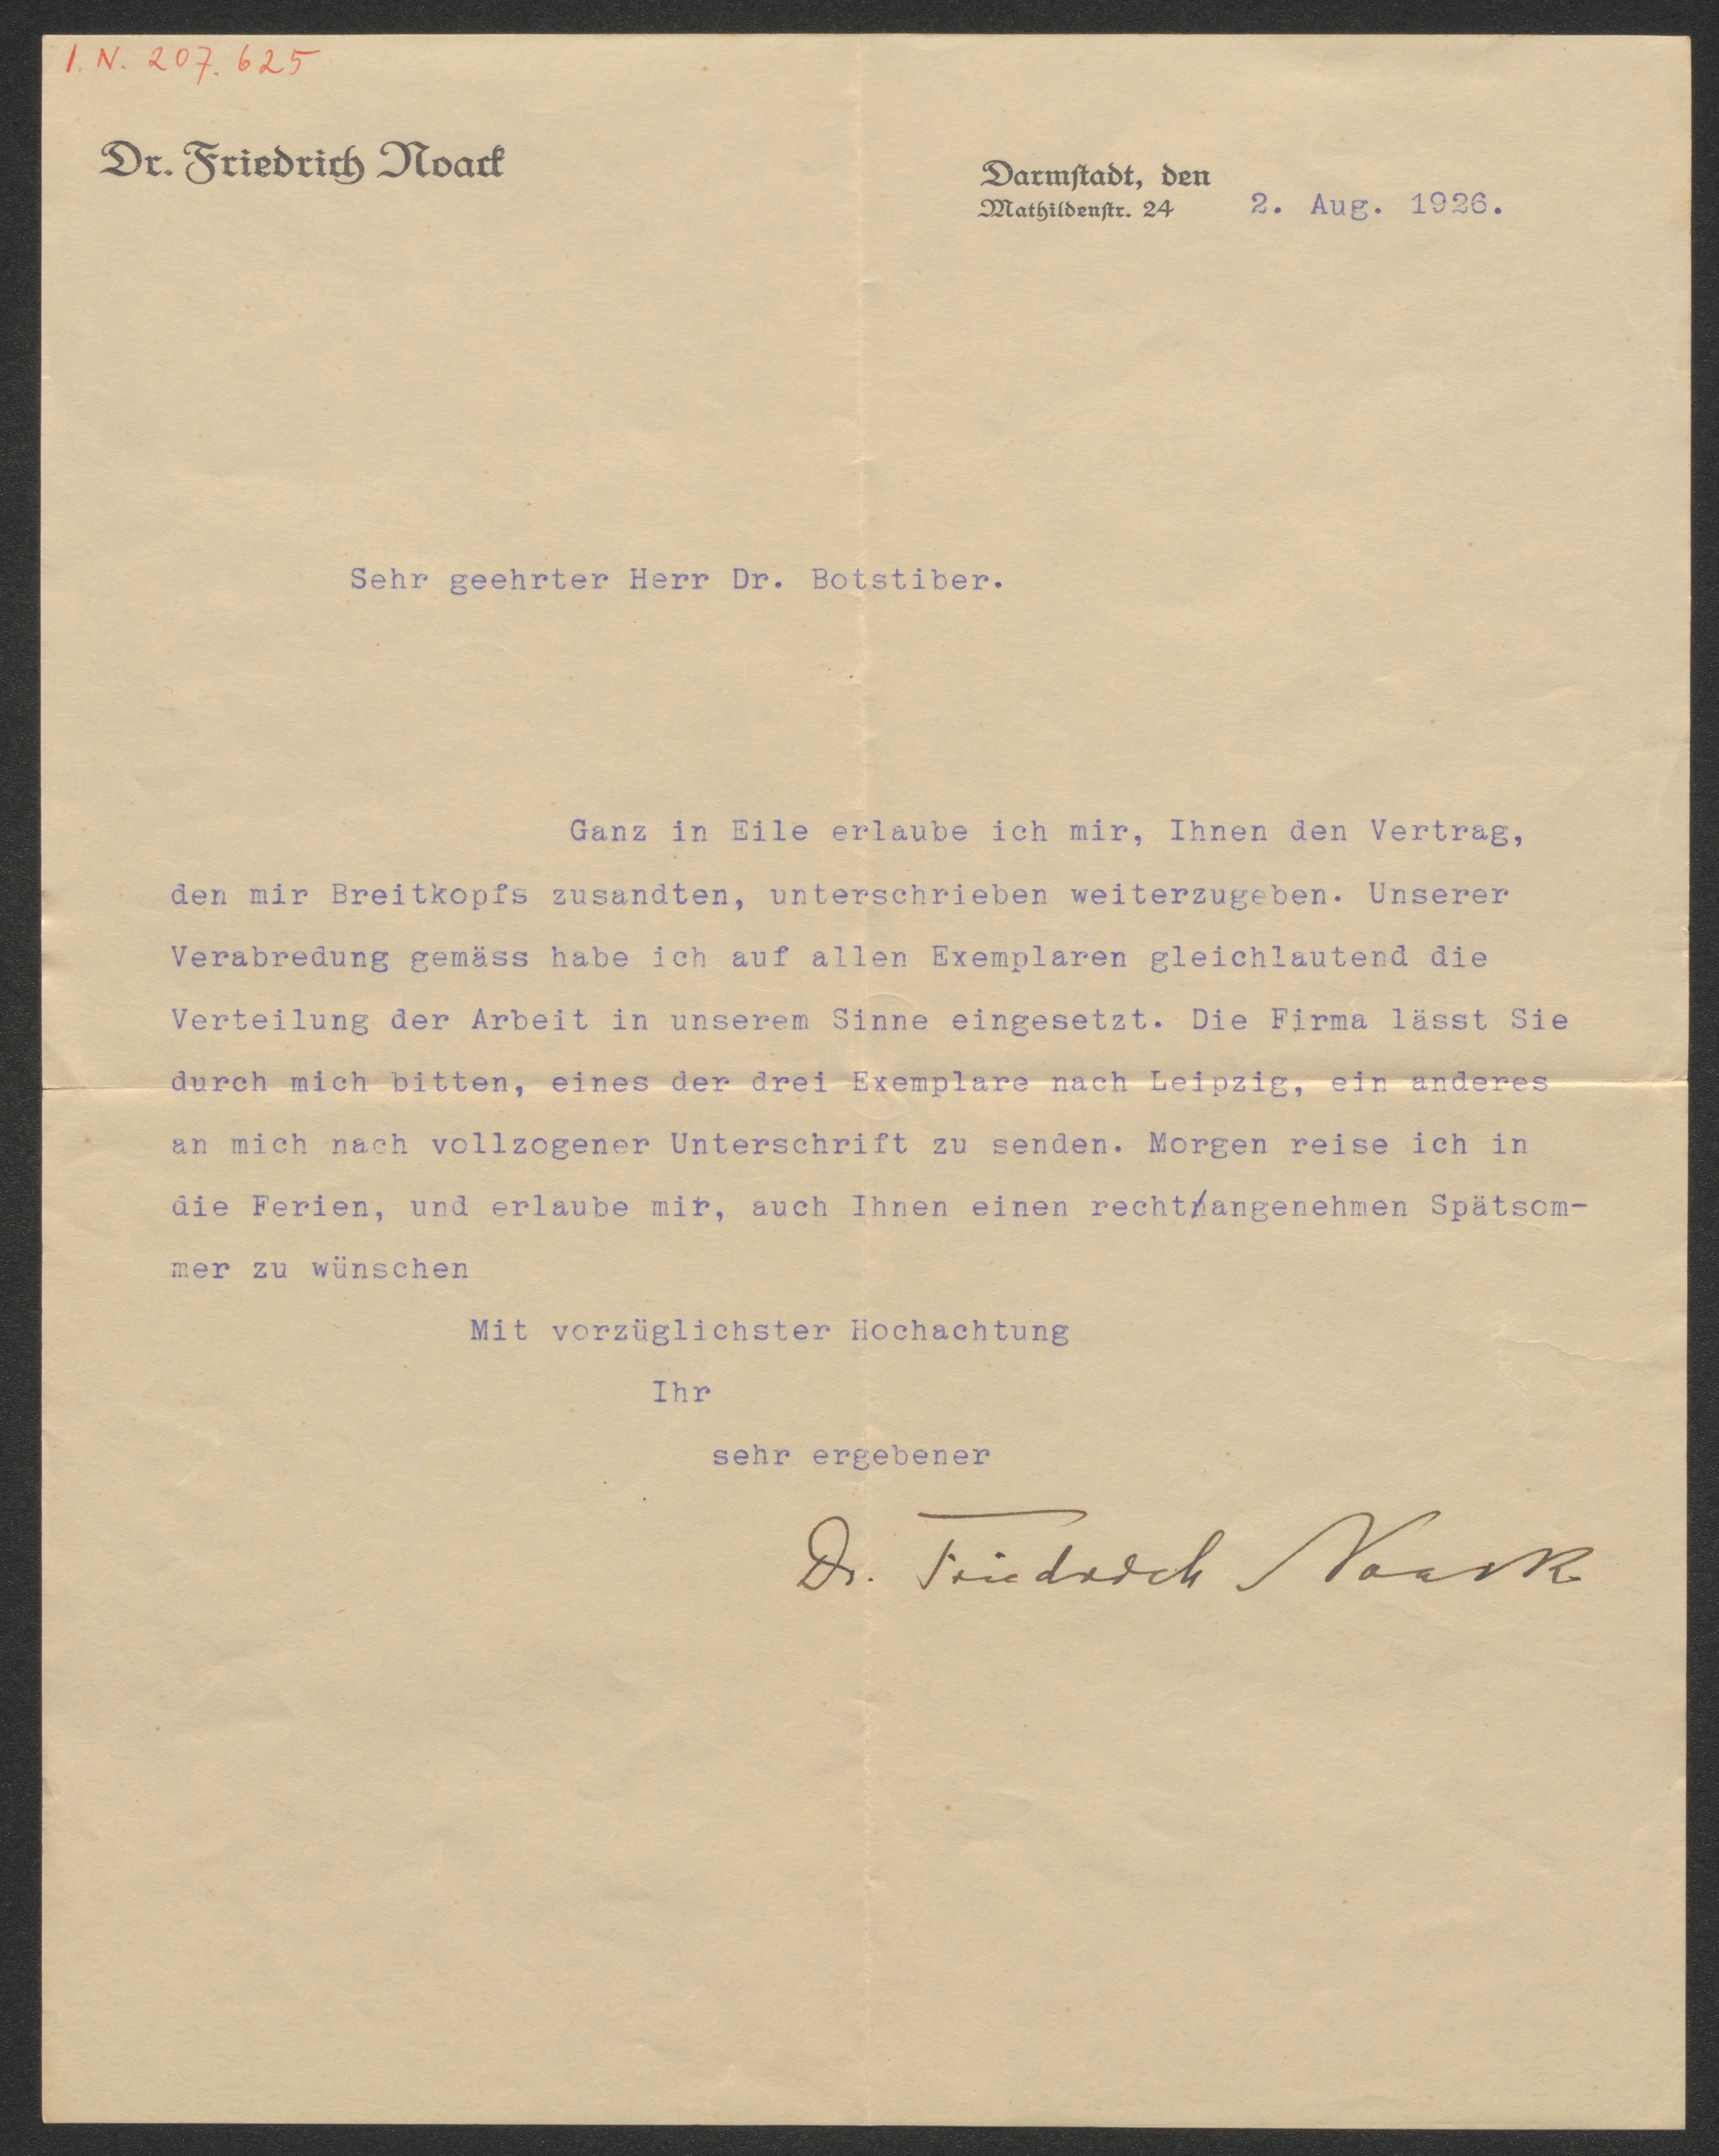 I. N. 207.625
Dr. Friedrich Noack
Darmstadt, den
Mathildenstr. 24 2. Aug. 1926.
Sehr geehrter Herr Dr. Botstiber.
Ganz in Eile erlaube ich mir, Ihnen den Vertrag,
den mir Breitkopfs zusandten, unterschrieben weiterzugeben. Unserer
Verabredung gemäss habe ich auf allen Exemplaren gleichlautend die
Verteilung der Arbeit in unserem Sinne eingesetzt. Die Firma lässt Sie
durch mich bitten, eines der drei Exemplare nach Leipzig, ein anderes
an mich nach vollzogener Unterschrift zu senden. Morgen reise ich in
die Ferien, und erlaube mir, auch Ihnen einen recht/angenehmen Spätsom-
mer zu wünschen
Mit vorzüglichster Hochachtung
Ihr
sehr ergebener
Dr. Friedrich Noack